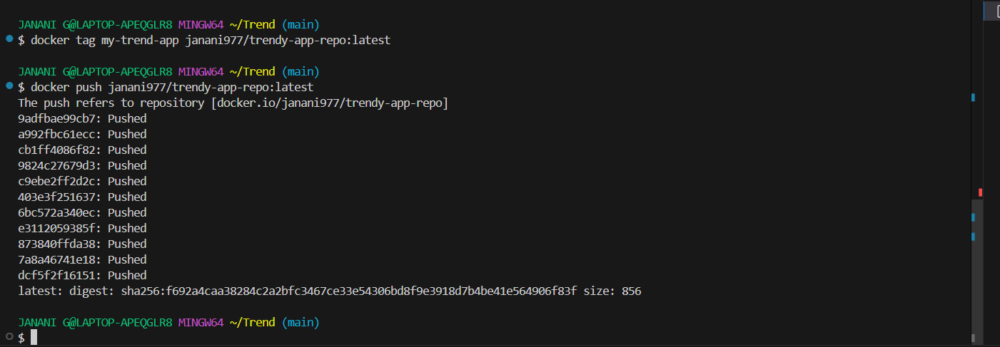 JANANI G@LAPTOP-APEQGLR8 MINGW64 ~/Trend (main)
$ docker tag my-trend-app janani977/trendy-app-repo:latest
JANANI G@LAPTOP-APEQGLR8 MINGW64 ~/Trend (main)
$ docker push janani977/trendy-app-repo:latest
The push refers to repository [docker.io/janani977/trendy-app-repo]
9adfbae99cb7: Pushed
a992fbc61ecc: Pushed
cb1ff4086f82: Pushed
9824c27679d3: Pushed
c9ebe2ff2d2c: Pushed
403e3f251637: Pushed
6bc572a340ec: Pushed
e3112059385f: Pushed
873840ffda38: Pushed
7a8a46741e18: Pushed
dcf5f2f16151: Pushed
latest: digest: sha256:f692a4caa38284c2a2bfc3467ce33e54306bd8f9e3918d7b4be41e564906f83f size: 856
JANANI G@LAPTOP-APEQGLR8 MINGW64 ~/Trend (main)
$